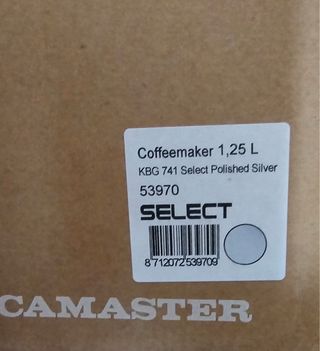 Coffeemaker 1,25 L
KBG 741 Select Polished Silver
53970
SELECT
8 712072 539709
CAMASTER